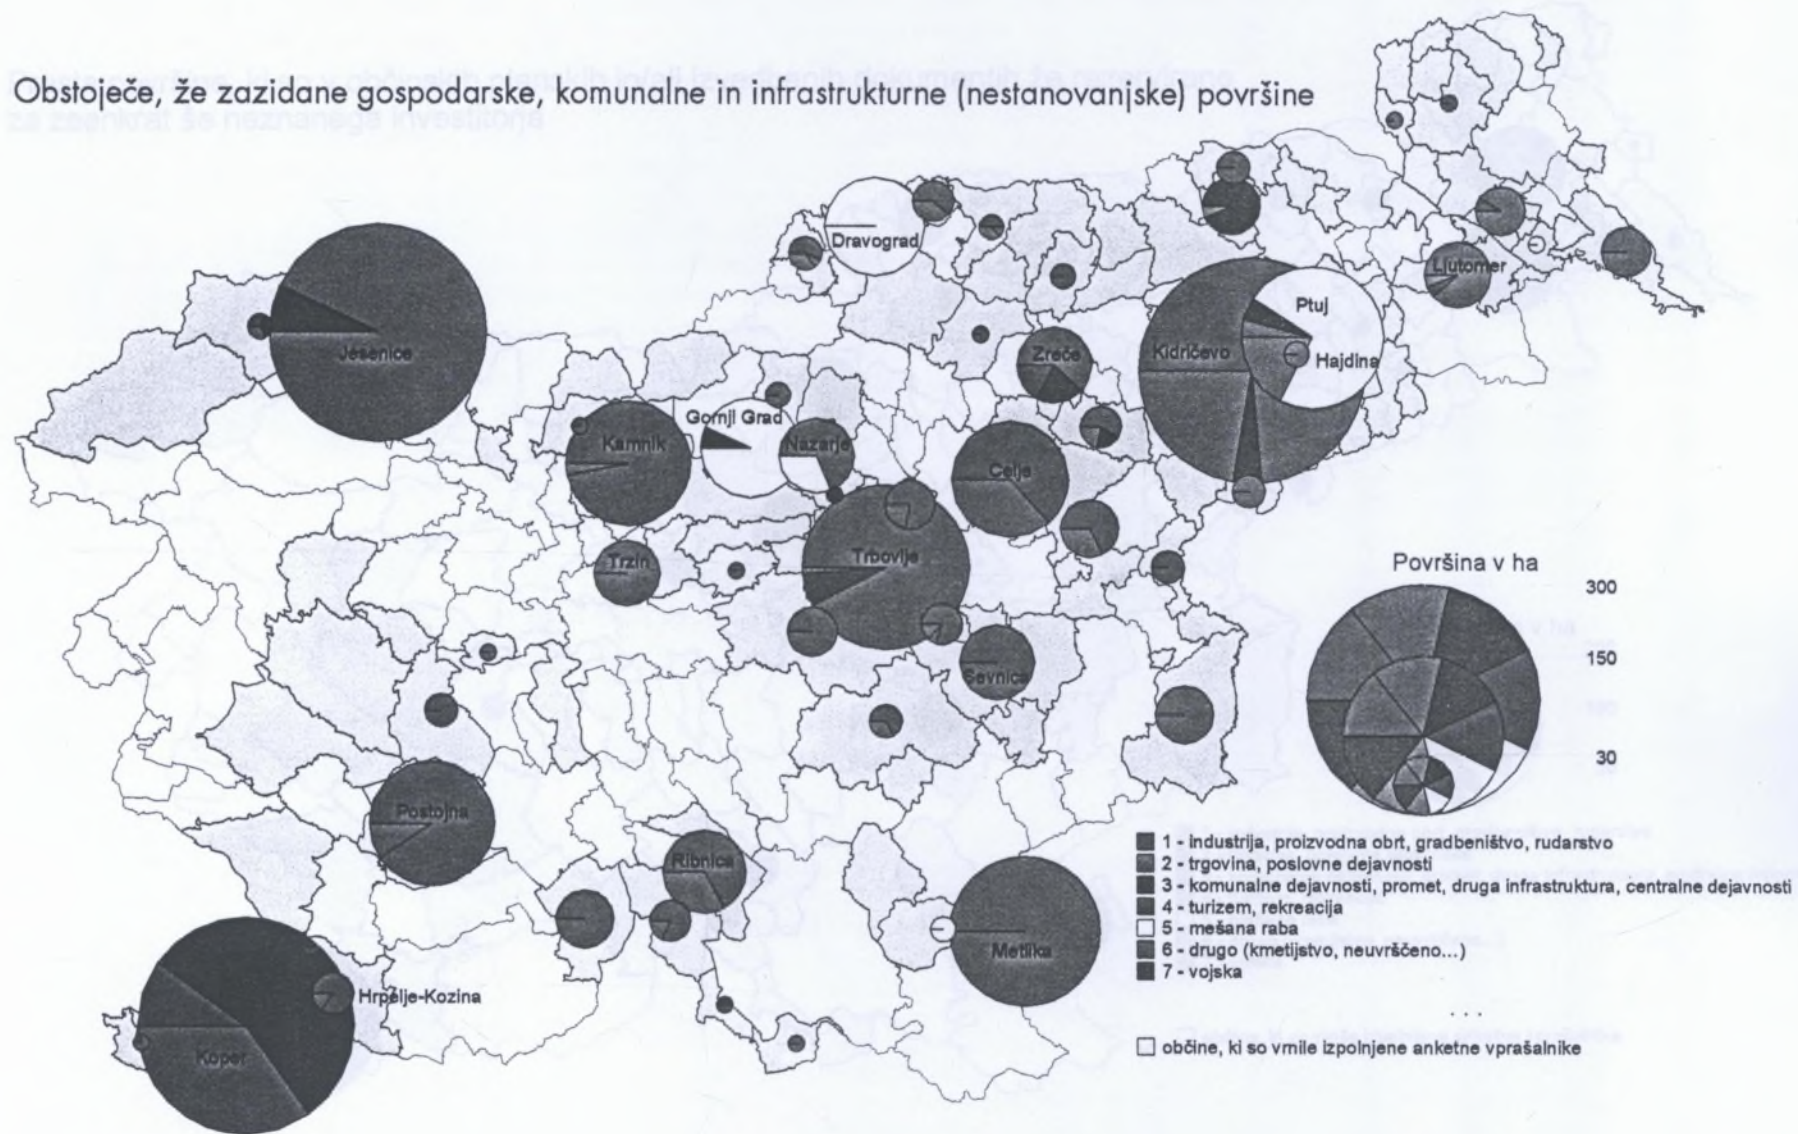 Obstoječe, že zazidane gospodarske, komunalne in infrastrukturne (nestanovanjske) površine
Dravograd
Ljutomer
Ptuj
Jesenice
Kidričevo
Hajdina
Zreče
Gornji Grad
Kamnik
Nazarje
Celje
Trbovlje
Trzin
Sevnica
Postojna
Ribnica
Metlika
Hrpelje-Kozina
Koper
Površina v ha
300
150
30
1 - Industrija, proizvodna obrt, gradbeništvo, rudarstvo
2 - trgovina, poslovne dejavnosti
3 - komunalne dejavnosti, promet, druga infrastruktura, centralne dejavnosti
4 - turizem, rekreacija
5 - mešana raba
6 - drugo (kmetijstvo, neuvrščeno...)
7 - vojska
...
občine, ki so vrnile izpolnjene anketne vprašalnike